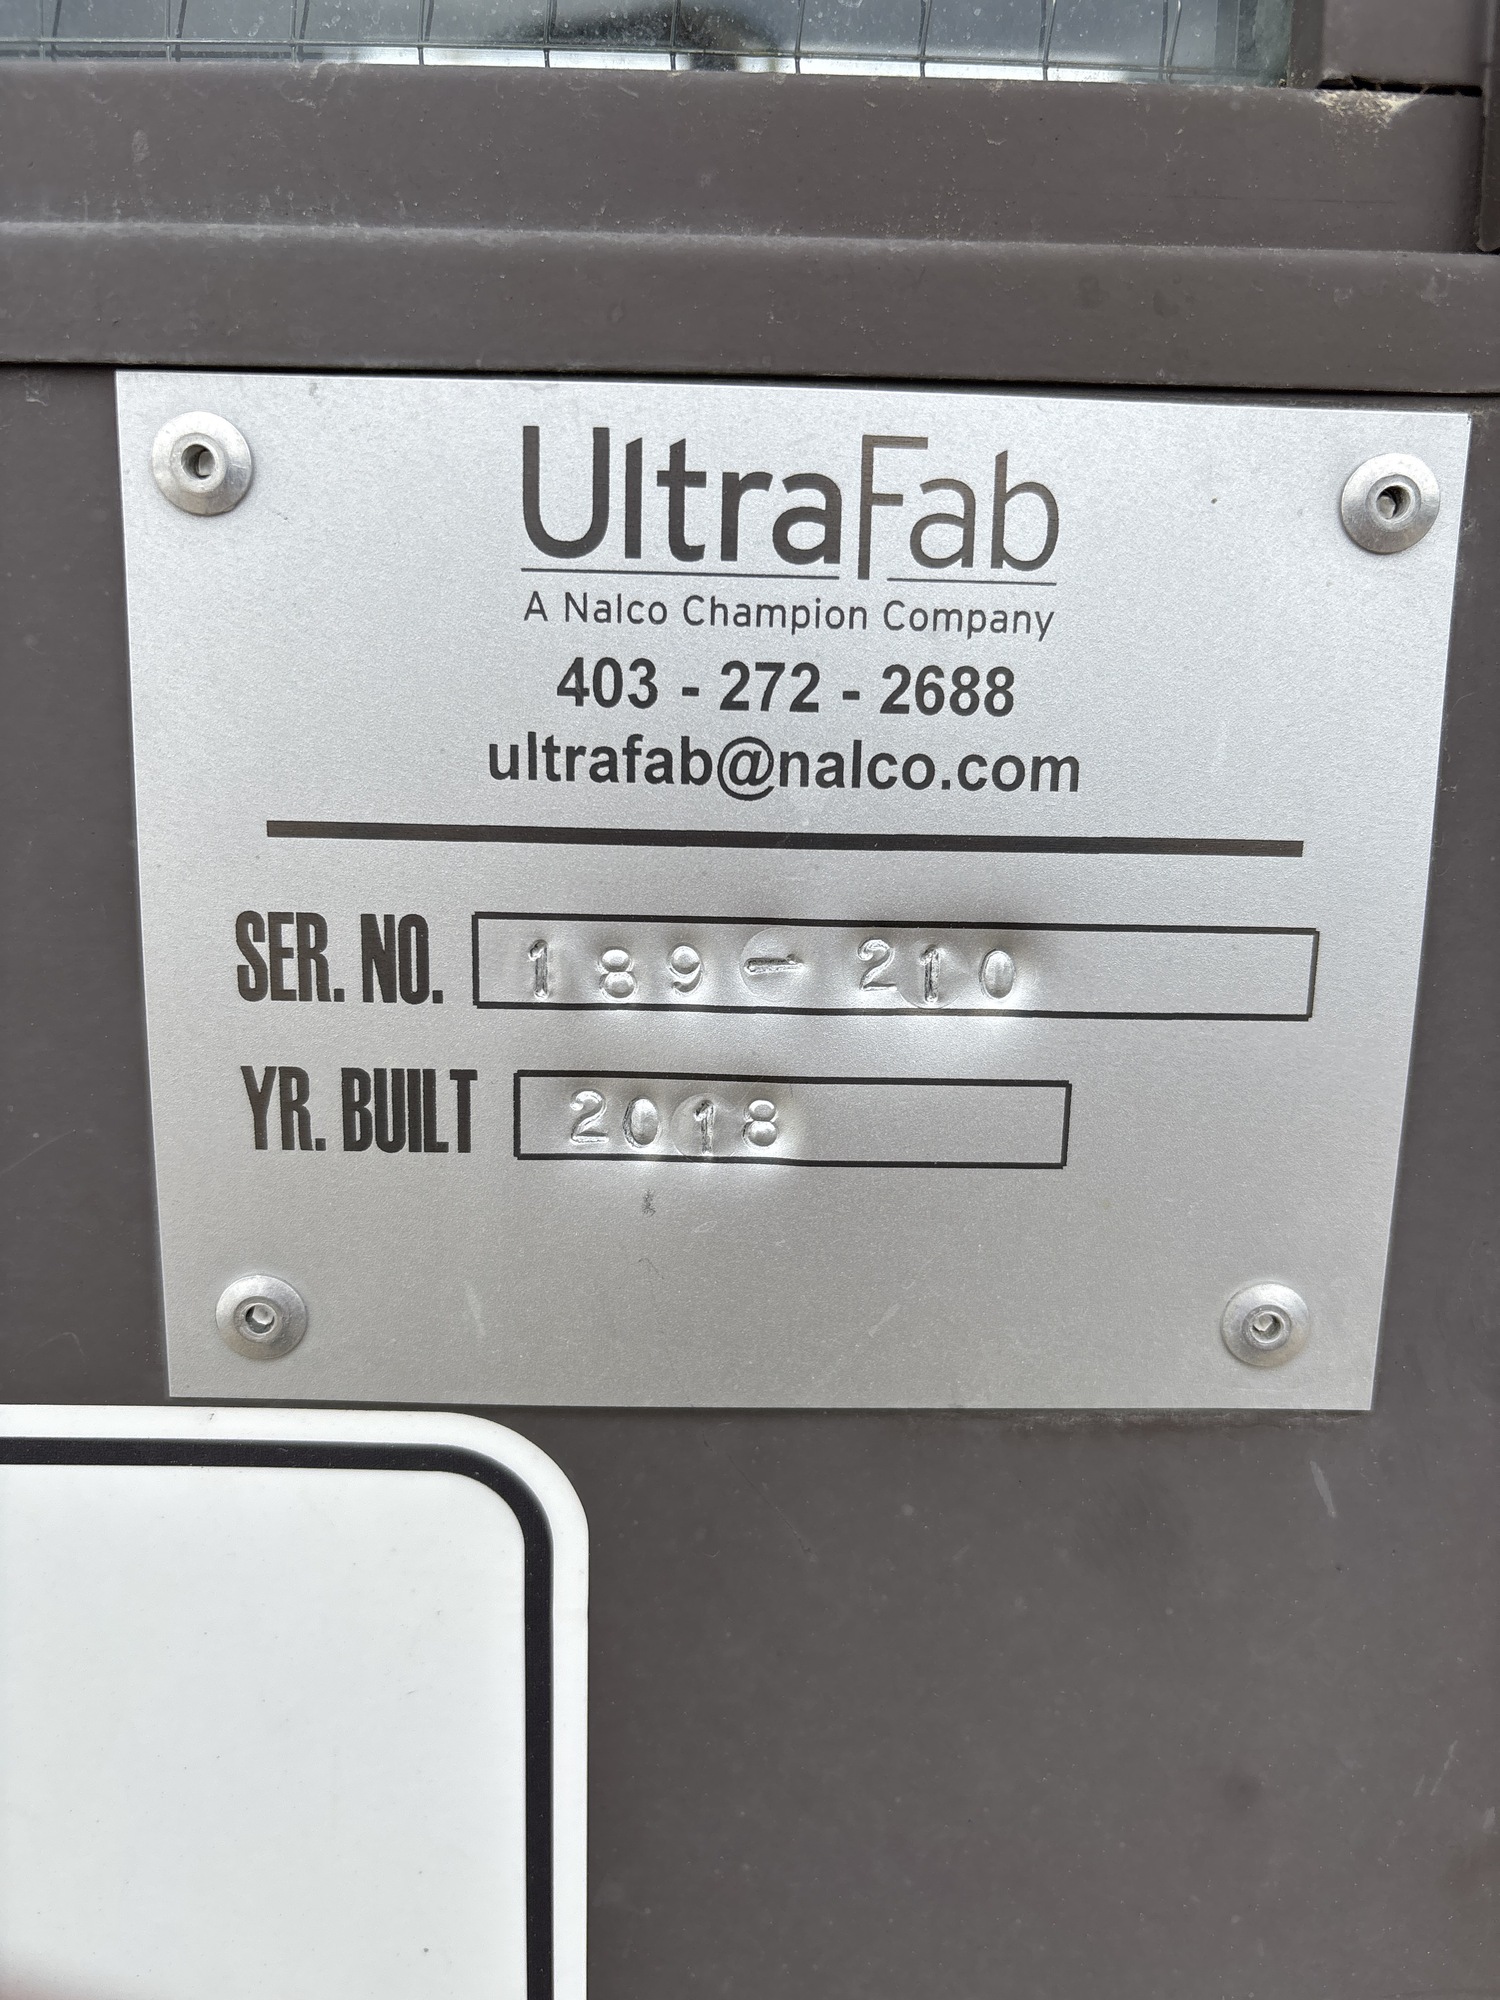 UltraFab
A Nalco Champion Company
403 - 272 - 2688
ultrafab@nalco.com
SER. NO. 189-210
YR. BUILT 2018